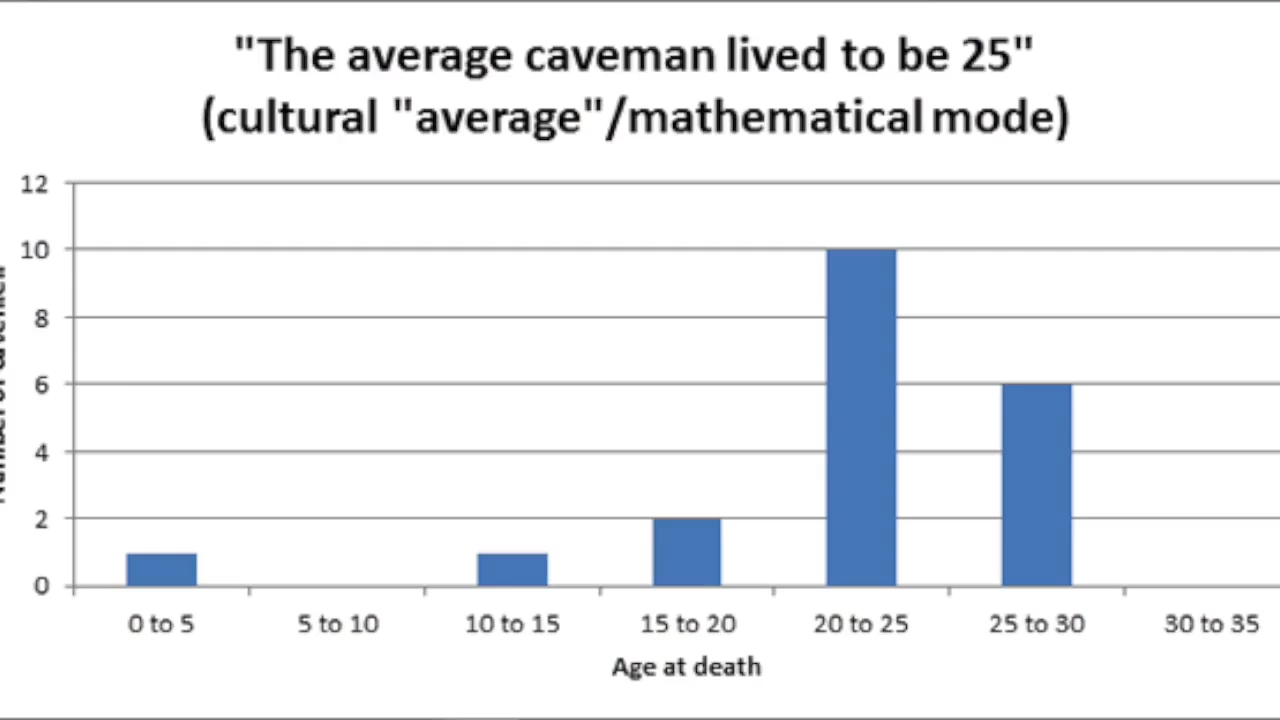 "The average caveman lived to be 25"
(cultural "average"/mathematical mode)
12
10
8
6
4
2
0
0 to 5
5 to 10
10 to 15
15 to 20
20 to 25
25 to 30
30 to 35
Age at death